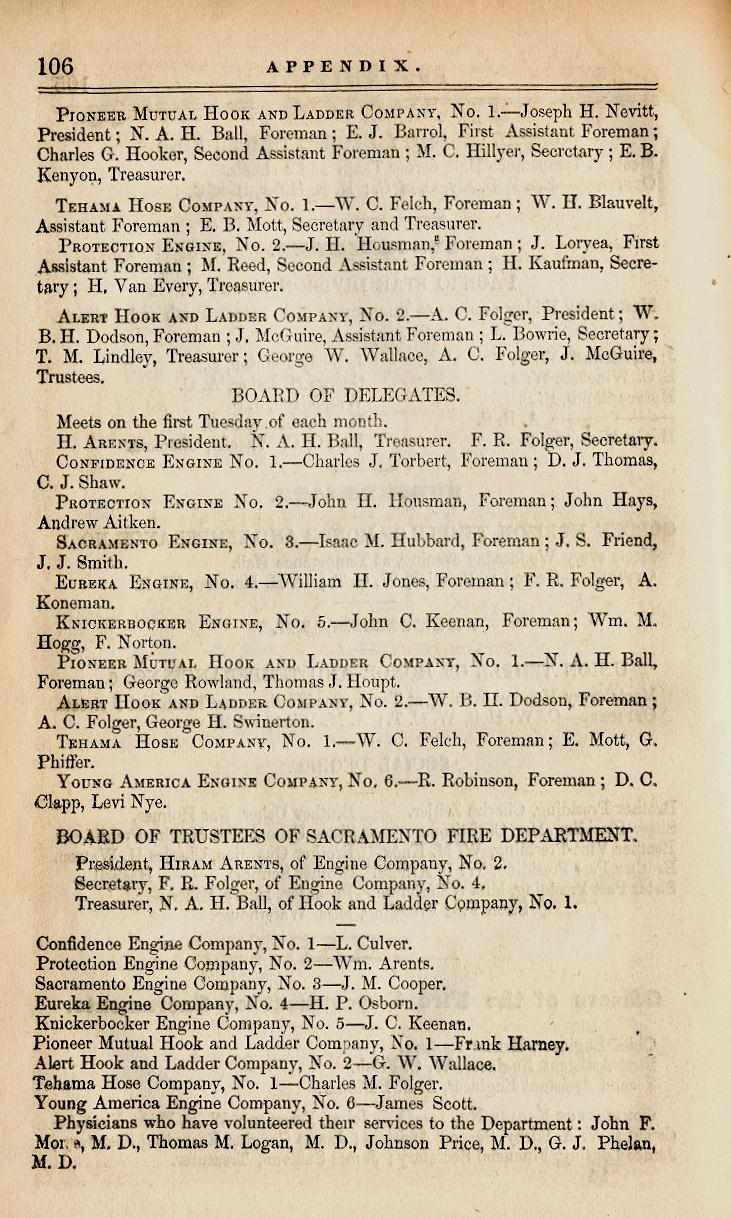 106 APPENDIX.
PIONEER MUTUAL HOOK AND LADDER COMPANY, No. 1.—Joseph H. Nevitt,
President; N. A. H. Ball, Foreman; E. J. Barrol, First Assistant Foreman;
Charles G. Hooker, Second Assistant Foreman; M. C. Hillyer, Secretary; E. B.
Kenyon, Treasurer.
TEHAMA HOSE COMPANY, No. 1.—W. C. Felch, Foreman; W. H. Blauvelt,
Assistant Foreman; E. B. Mott, Secretary and Treasurer.
PROTECTION ENGINE, No. 2.—J. H. Housman, Foreman; J. Loryea, First
Assistant Foreman; M. Reed, Second Assistant Foreman; H. Kaufman, Secre-
tary; H. Van Every, Treasurer.
ALERT HOOK AND LADDER COMPANY, No. 2.—A. C. Folger, President; W.
B. H. Dodson, Foreman; J. McGuire, Assistant Foreman; L. Bowrie, Secretary;
T. M. Lindley, Treasurer; George W. Wallace, A. C. Folger, J. McGuire,
Trustees.
BOARD OF DELEGATES.
Meets on the first Tuesday of each month.
H. ARENTS, President. N. A. H. Ball, Treasurer. F. R. Folger, Secretary.
CONFIDENCE ENGINE No. 1.—Charles J. Torbert, Foreman; D. J. Thomas,
C. J. Shaw.
PROTECTION ENGINE No. 2.—John H. Housman, Foreman; John Hays,
Andrew Aitken.
SACRAMENTO ENGINE, No. 3.—Isaac M. Hubbard, Foreman; J. S. Friend,
J. J. Smith.
EUREKA ENGINE, No. 4.—William H. Jones, Foreman; F. R. Folger, A.
Koneman.
KNICKERBOCKER ENGINE, No. 5.—John C. Keenan, Foreman; Wm. M.
Hogg, F. Norton.
PIONEER MUTUAL HOOK AND LADDER COMPANY, No. 1.—N. A. H. Ball,
Foreman; George Rowland, Thomas J. Houpt.
ALERT HOOK AND LADDER COMPANY, No. 2.—W. B. H. Dodson, Foreman;
A. C. Folger, George H. Swinerton.
TEHAMA HOSE COMPANY, No. 1.—W. C. Felch, Foreman; E. Mott, G.
Phiffer.
YOUNG AMERICA ENGINE COMPANY, No. 6.—R. Robinson, Foreman; D. C.
Clapp, Levi Nye.
BOARD OF TRUSTEES OF SACRAMENTO FIRE DEPARTMENT.
President, HIRAM ARENTS, of Engine Company, No. 2.
Secretary, F. R. Folger, of Engine Company, No. 4.
Treasurer, N. A. H. Ball, of Hook and Ladder Company, No. 1.
Confidence Engine Company, No. 1—L. Culver.
Protection Engine Company, No. 2—Wm. Arents.
Sacramento Engine Company, No. 3—J. M. Cooper.
Eureka Engine Company, No. 4—H. P. Osborn.
Knickerbocker Engine Company, No. 5—J. C. Keenan.
Pioneer Mutual Hook and Ladder Company, No. 1—Frank Harney.
Alert Hook and Ladder Company, No. 2—G. W. Wallace.
Tehama Hose Company, No. 1—Charles M. Folger.
Young America Engine Company, No. 6—James Scott.
Physicians who have volunteered their services to the Department: John F.
M. D., Thomas M. Logan, M. D., Johnson Price, M. D., G. J. Phelan,
M. D.